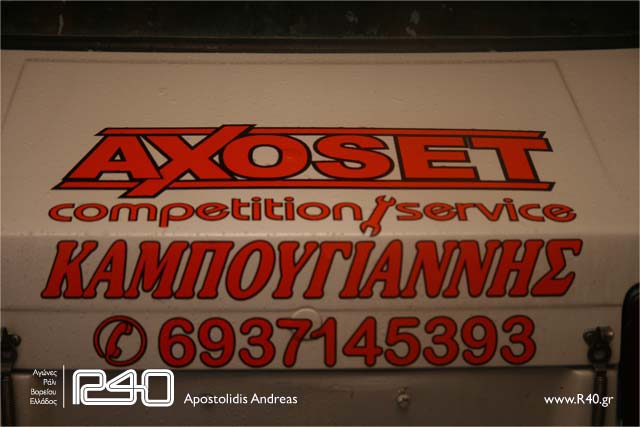 AXOSET
competition service
ΚΑΜΠΟΥΓΙΑΝΝΗΣ
6937145393
Αγώνες
Ράλι
Βορείου
Ελλάδος
R40
Apostolidis Andreas
www.R40.gr